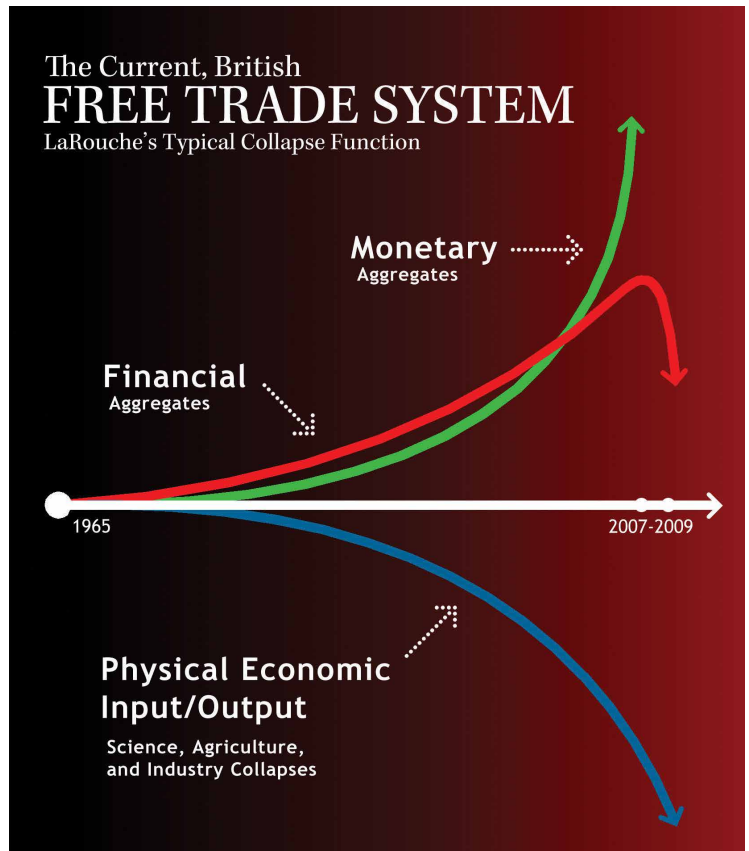 The Current, British
FREE TRADE SYSTEM
LaRouche's Typical Collapse Function
Monetary
Aggregates
Financial
Aggregates
1965
2007-2009
Physical Economic
Input/Output
Science, Agriculture,
and Industry Collapses